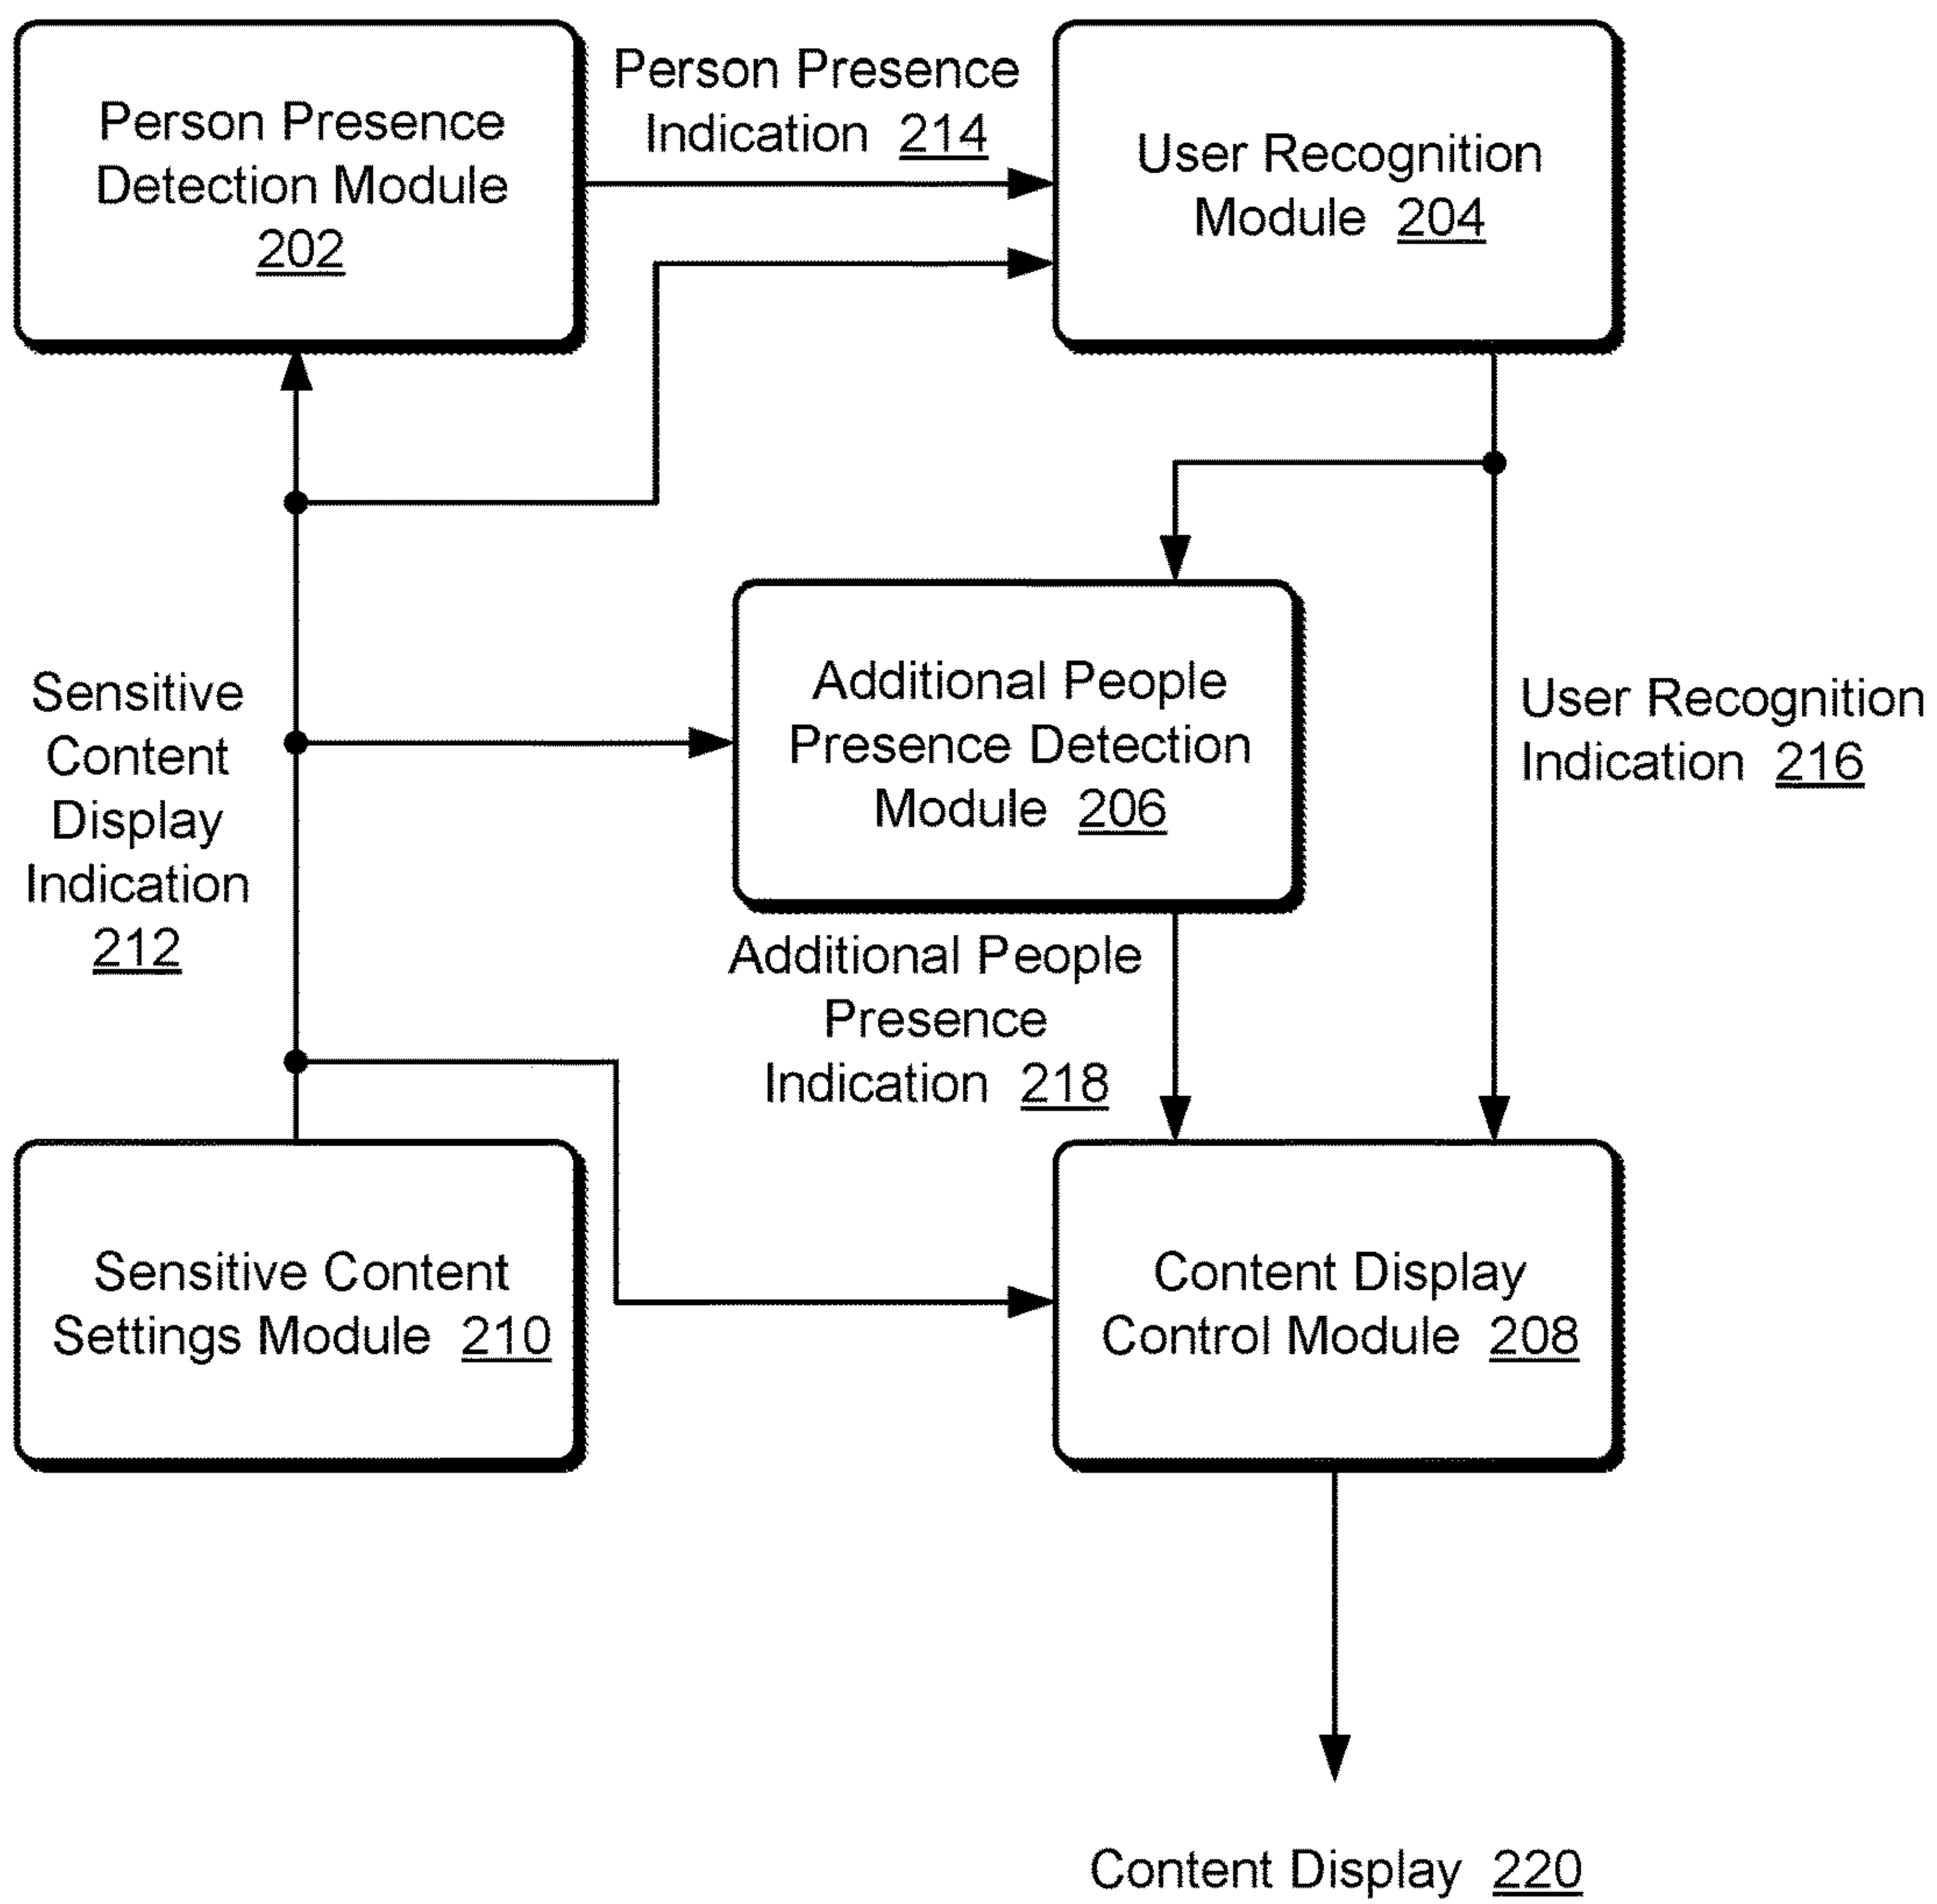 Person Presence
Detection Module
202
Person Presence
Indication 214
User Recognition
Module 204
Sensitive
Content
Display
Indication
212
Additional People
Presence Detection
Module 206
User Recognition
Indication 216
Additional People
Presence
Indication 218
Sensitive Content
Settings Module 210
Content Display
Control Module 208
Content Display 220